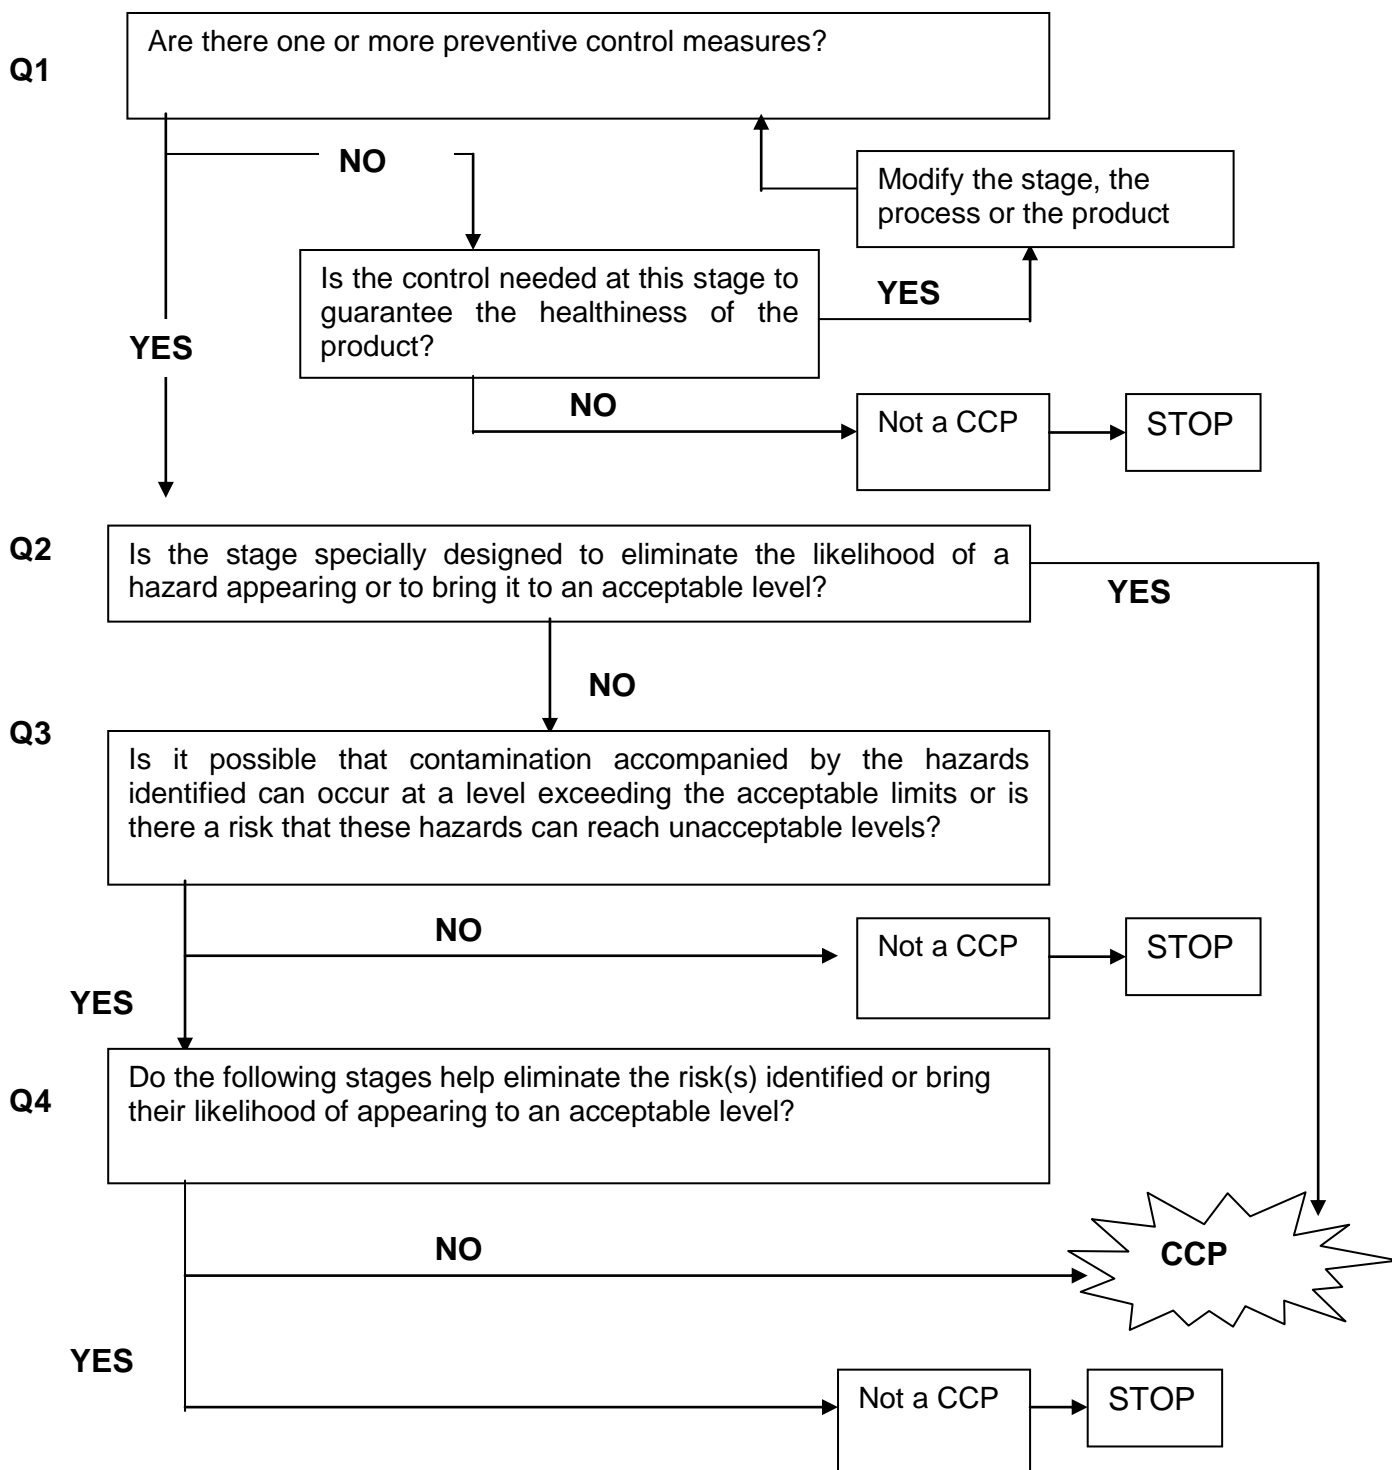 Q1
Are there one or more preventive control measures?
NO
Modify the stage, the
process or the product
Is the control needed at this stage to
guarantee the healthiness of the
product?
YES
YES
NO
Not a CCP
STOP
Q2
Is the stage specially designed to eliminate the likelihood of a
hazard appearing or to bring it to an acceptable level?
YES
NO
Q3
Is it possible that contamination accompanied by the hazards
identified can occur at a level exceeding the acceptable limits or is
there a risk that these hazards can reach unacceptable levels?
NO
Not a CCP
STOP
YES
Q4
Do the following stages help eliminate the risk(s) identified or bring
their likelihood of appearing to an acceptable level?
NO
CCP
YES
Not a CCP
STOP